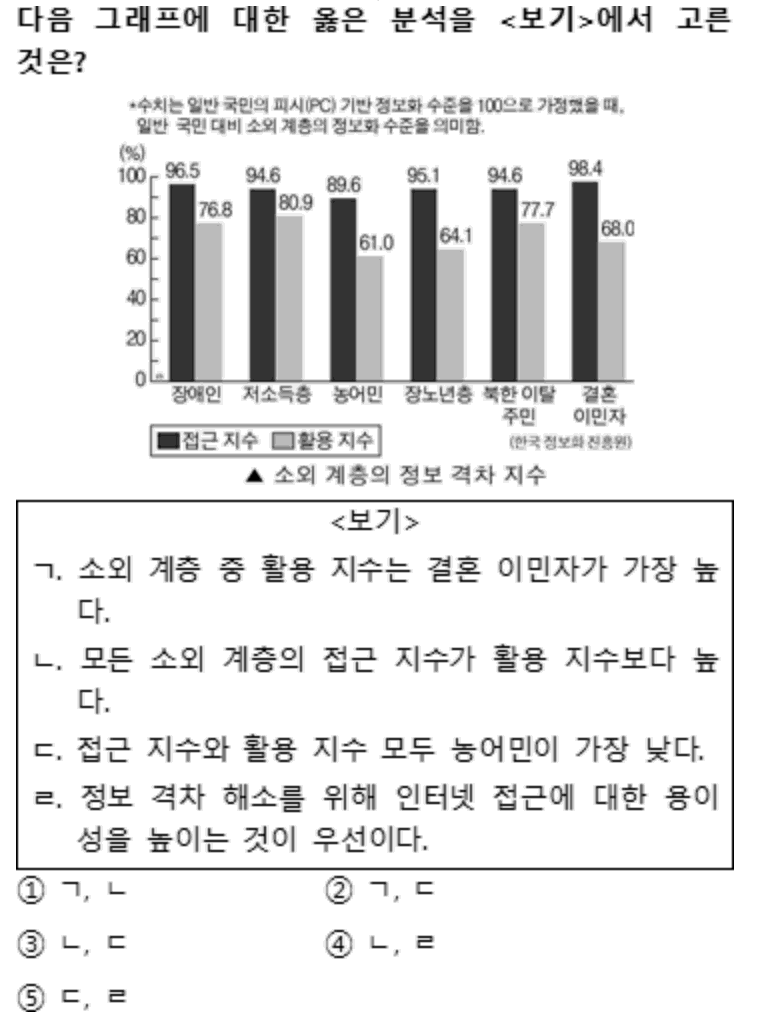 다음 그래프에 대한 옳은 분석을 <보기>에서 고른
것은?
*수치는 일반 국민의 피시(PC) 기반 정보화 수준을 100으로 가정했을 때,
일반 국민 대비 소외 계층의 정보화 수준을 의미함.
(%)
100
80
60
40
20
0
96.5 76.8
94.6 80.9
89.6 61.0
95.1 64.1
94.6 77.7
98.4 68.0
장애인 저소득층 농어민 장노년층 북한 이탈 결혼
주민 이민자
접근 지수 활용 지수
(한국 정보화 진흥원)
▲ 소외 계층의 정보 격차 지수
<보기>
ㄱ. 소외 계층 중 활용 지수는 결혼 이민자가 가장 높
다.
ㄴ. 모든 소외 계층의 접근 지수가 활용 지수보다 높
다.
ㄷ. 접근 지수와 활용 지수 모두 농어민이 가장 낮다.
ㄹ. 정보 격차 해소를 위해 인터넷 접근에 대한 용이
성을 높이는 것이 우선이다.
① ㄱ, ㄴ ② ㄱ, ㄷ
③ ㄴ, ㄷ ④ ㄴ, ㄹ
⑤ ㄷ, ㄹ